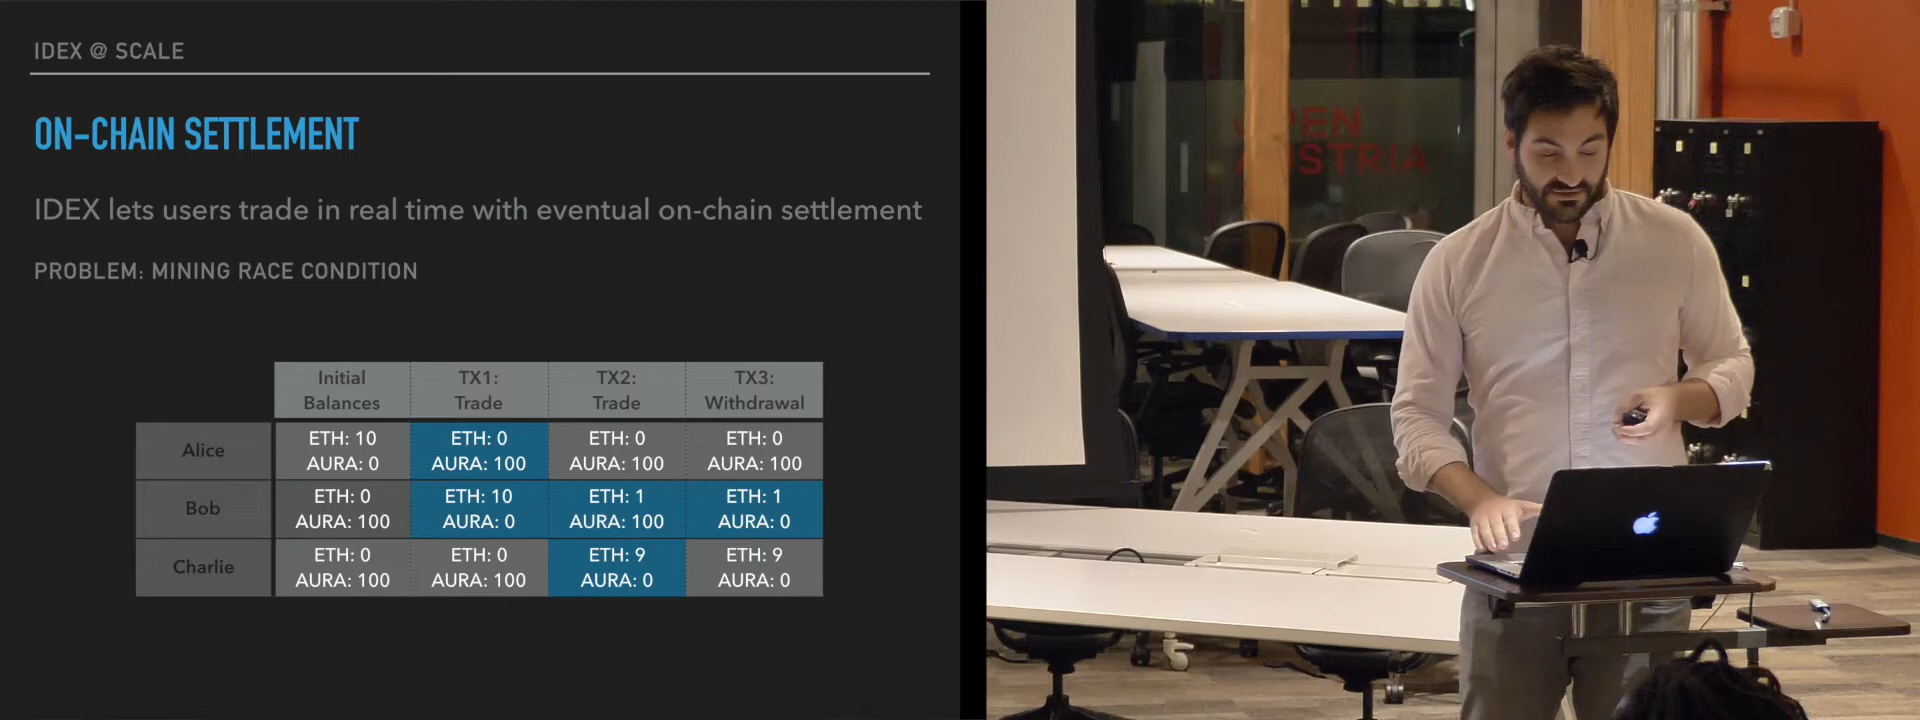 IDEX @ SCALE
ON-CHAIN SETTLEMENT
IDEX lets users trade in real time with eventual on-chain settlement
PROBLEM: MINING RACE CONDITION
Initial Balances TX1: Trade TX2: Trade TX3: Withdrawal
Alice ETH: 10 AURA: 0 ETH: 0 AURA: 100 ETH: 0 AURA: 100 ETH: 0 AURA: 100
Bob ETH: 0 AURA: 100 ETH: 10 AURA: 0 ETH: 1 AURA: 100 ETH: 1 AURA: 0
Charlie ETH: 0 AURA: 100 ETH: 0 AURA: 100 ETH: 9 AURA: 0 ETH: 9 AURA: 0
OPEN
AUSTRIA